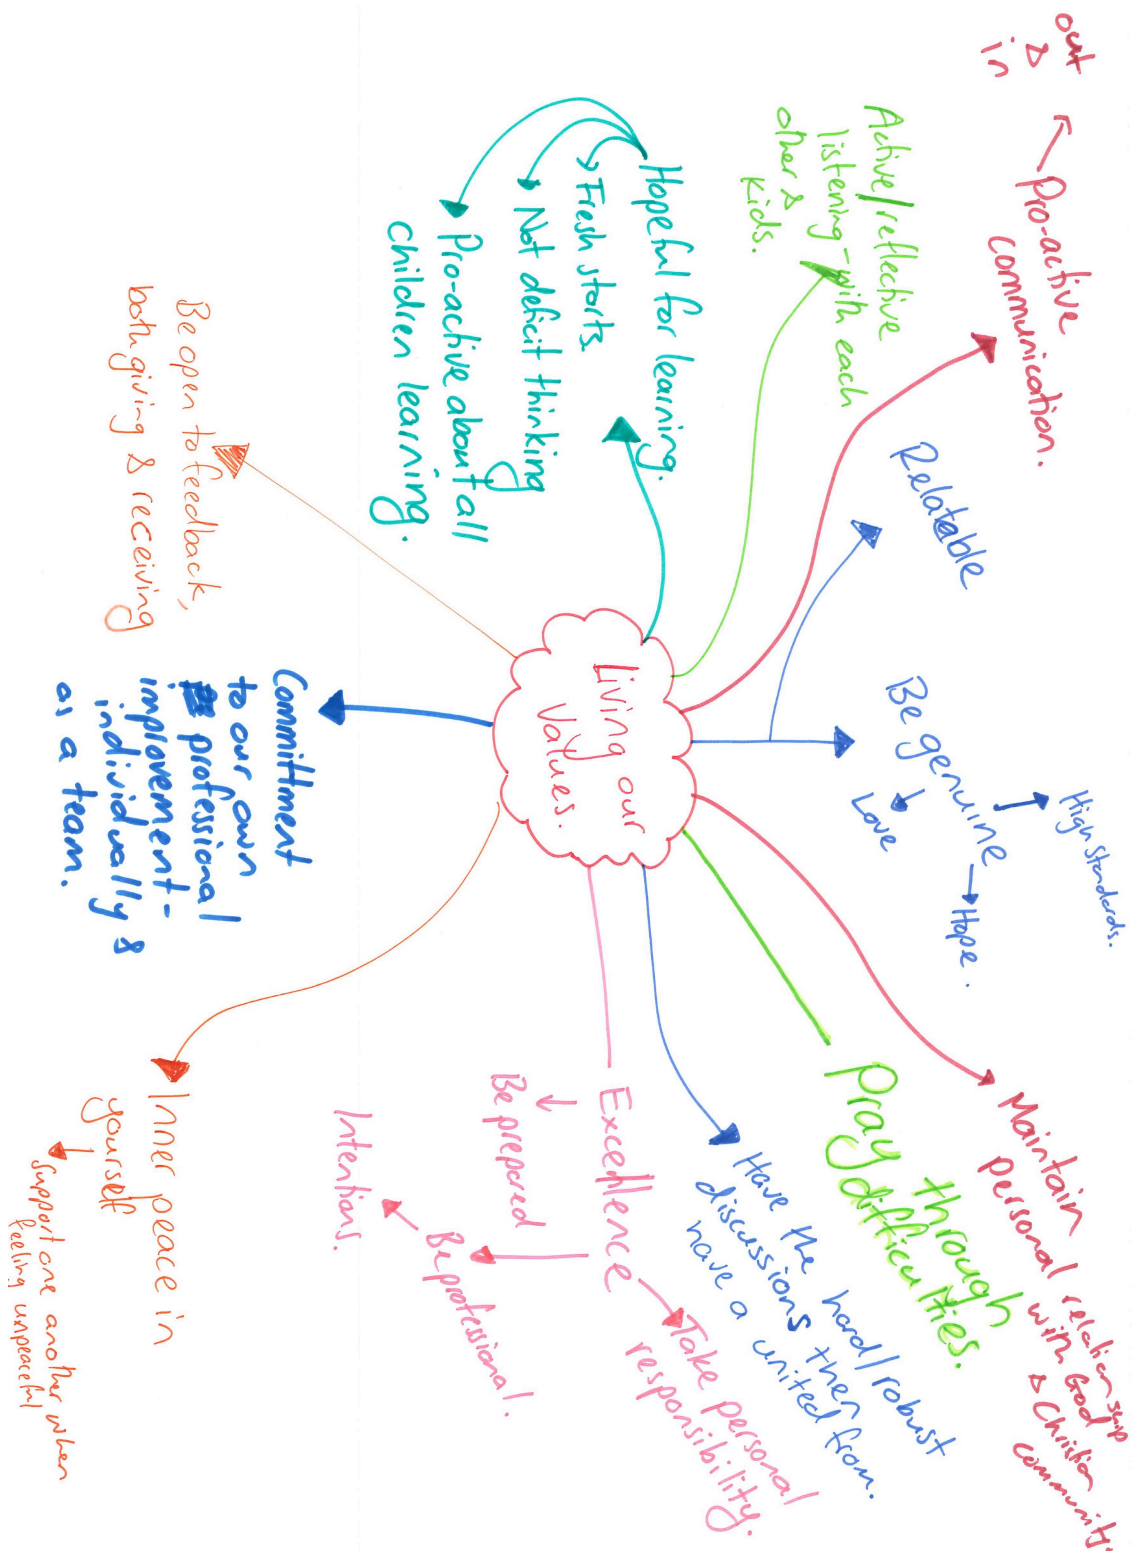 Living our
Values.
Relatable
Be genuine
High Standards.
Love
Hope.
Maintain
personal relationship
with God
& Christian
community.
Pray
through
difficulties.
Have the hard/robust
discussions then
have a united from.
Excellence
Take personal
responsibility.
Be prepared
Be professional.
Intentions.
Inner peace in
yourself
Support one another when
feeling unpeaceful
Committment
to our own
professional
improvement -
individually &
as a team.
Be open to feedback,
both giving & receiving
Hopeful for learning.
Fresh starts.
Not deficit thinking
Pro-active about all
children learning.
Active/reflective
listening - with each
other &
kids.
Pro-active
communication.
out
&
in